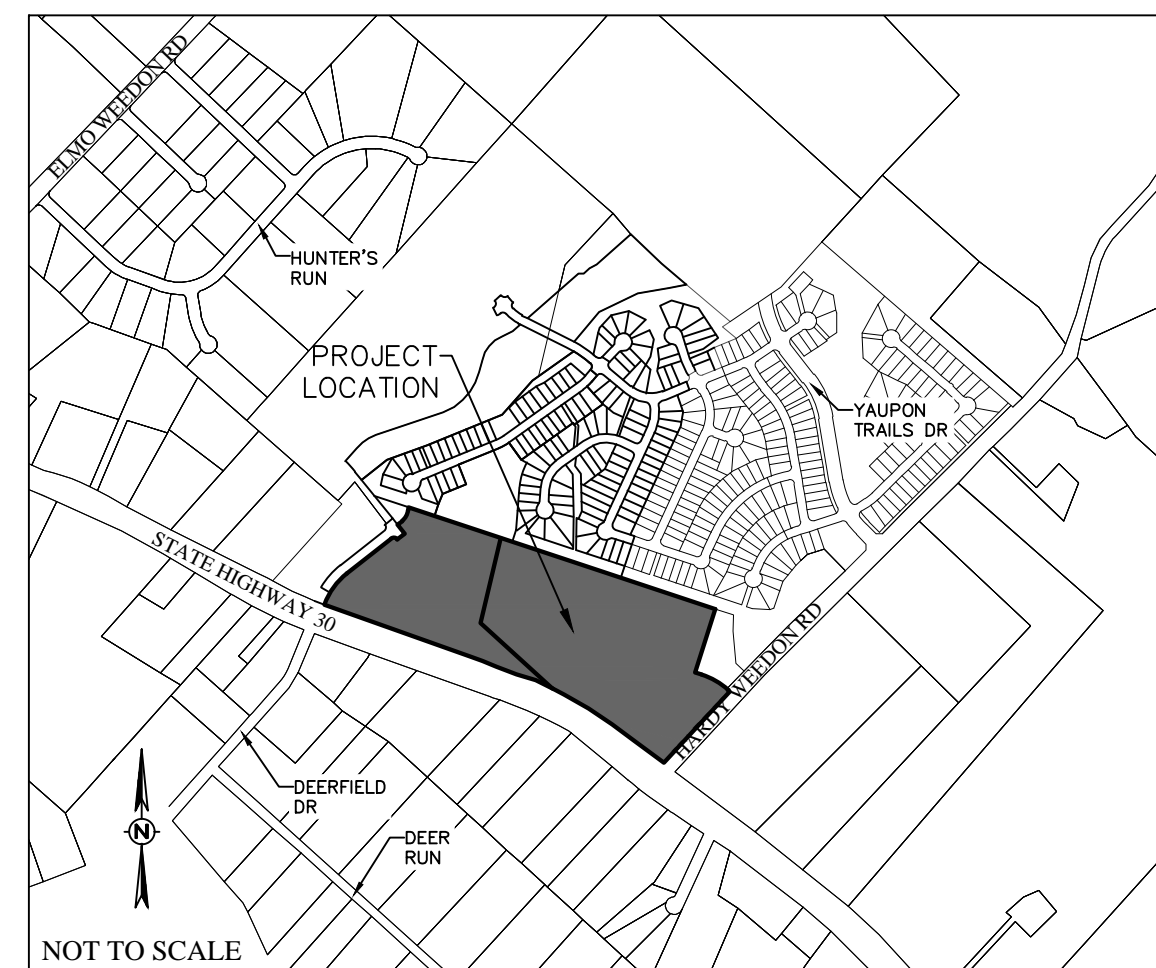 ELMO WEEDON RD
HUNTER'S
RUN
PROJECT
LOCATION
YAUPON
TRAILS DR
STATE HIGHWAY 30
HARDY WEEDON RD
DEERFIELD
DR
DEER
RUN
N
NOT TO SCALE